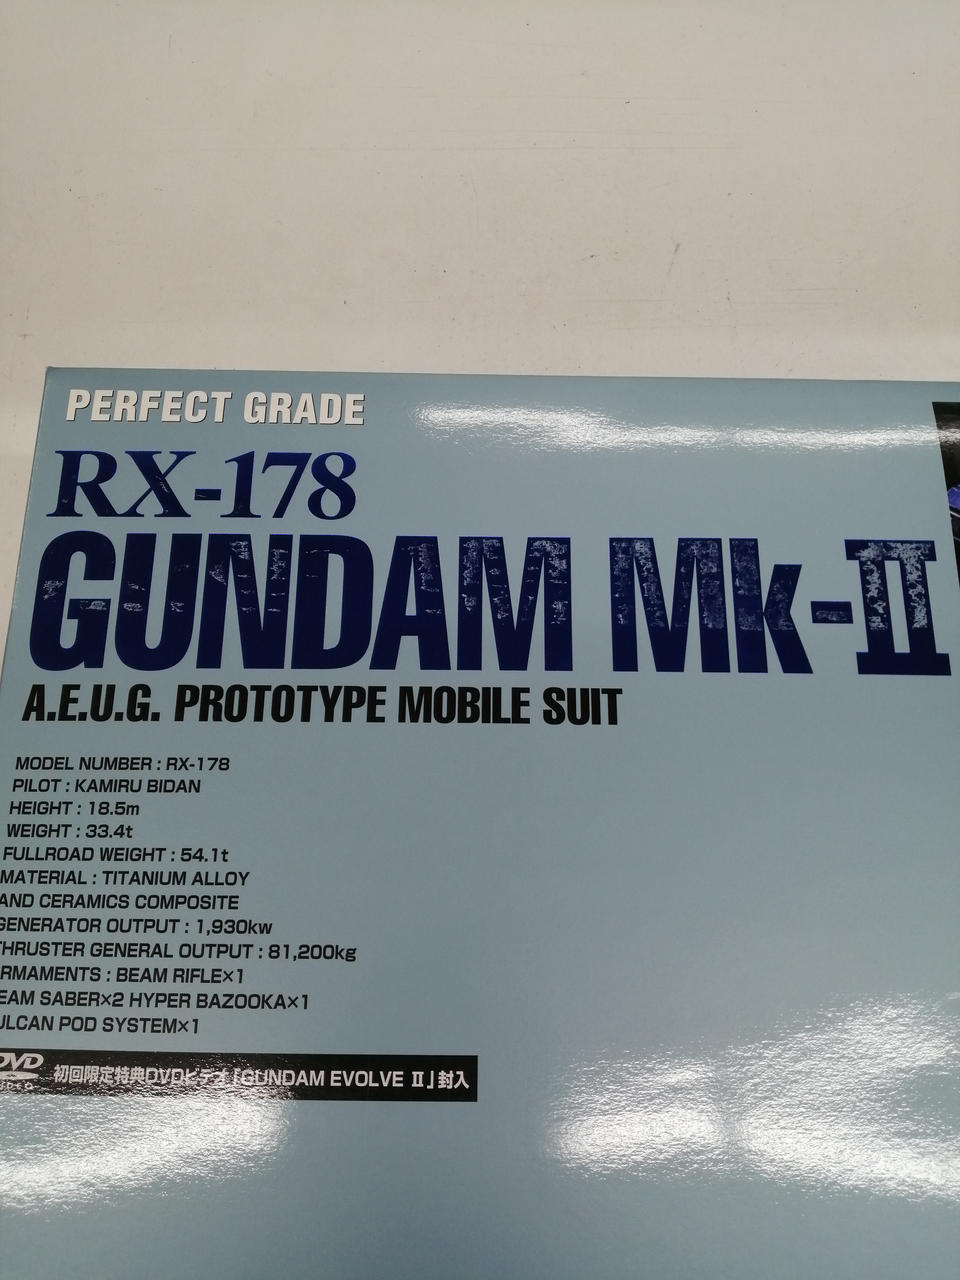 PERFECT GRADE
RX-178
GUNDAM Mk-II
A.E.U.G. PROTOTYPE MOBILE SUIT
MODEL NUMBER : RX-178
PILOT : KAMIRU BIDAN
HEIGHT : 18.5m
WEIGHT : 33.4t
FULLROAD WEIGHT : 54.1t
MATERIAL : TITANIUM ALLOY
AND CERAMICS COMPOSITE
GENERATOR OUTPUT : 1,930kw
THRUSTER GENERAL OUTPUT : 81,200kg
RMAMENTS : BEAM RIFLE×1
EAM SABER×2 HYPER BAZOOKA×1
ULCAN POD SYSTEM×1
DVD
VIDEO
初回限定特典DVDビデオ「GUNDAM EVOLVE II」封入